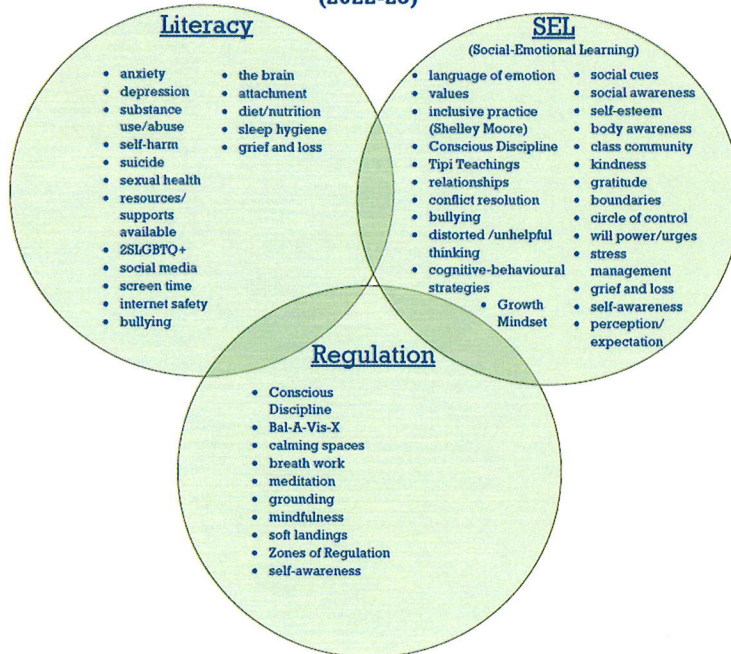 (2022-23)
Literacy
anxiety
depression
substance
use/abuse
self-harm
suicide
sexual health
resources/
supports
available
2SLGBTQ+
social media
screen time
internet safety
bullying
the brain
attachment
diet/nutrition
sleep hygiene
grief and loss
SEL
(Social-Emotional Learning)
language of emotion
values
inclusive practice
(Shelley Moore)
Conscious Discipline
Tipi Teachings
relationships
conflict resolution
bullying
distorted /unhelpful
thinking
cognitive-behavioural
strategies
Growth
Mindset
social cues
social awareness
self-esteem
body awareness
class community
kindness
gratitude
boundaries
circle of control
will power/urges
stress
management
grief and loss
self-awareness
perception/
expectation
Regulation
Conscious
Discipline
Bal-A-Vis-X
calming spaces
breath work
meditation
grounding
mindfulness
soft landings
Zones of Regulation
self-awareness